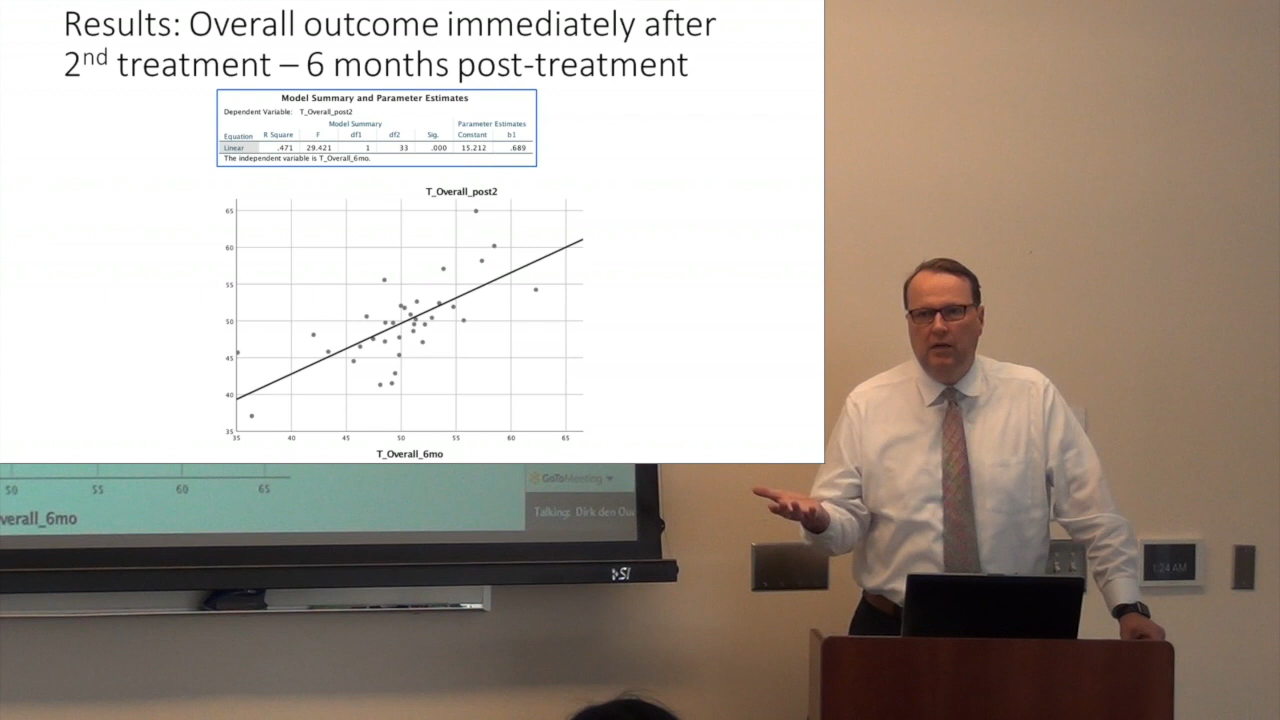 Results: Overall outcome immediately after
2nd treatment – 6 months post-treatment
Model Summary and Parameter Estimates
Dependent Variable: T_Overall_post2
Model Summary Parameter Estimates
Equation R Square F df1 df2 Sig. Constant b1
Linear .471 29.421 1 33 .000 15.212 .689
The independent variable is T_Overall_6mo.
T_Overall_post2
65
60
55
50
45
40
35
35 40 45 50 55 60 65
T_Overall_6mo
50 55 60 65
verall_6mo
GoToMeeting
Talking: Dirk den Ou
1:24 AM